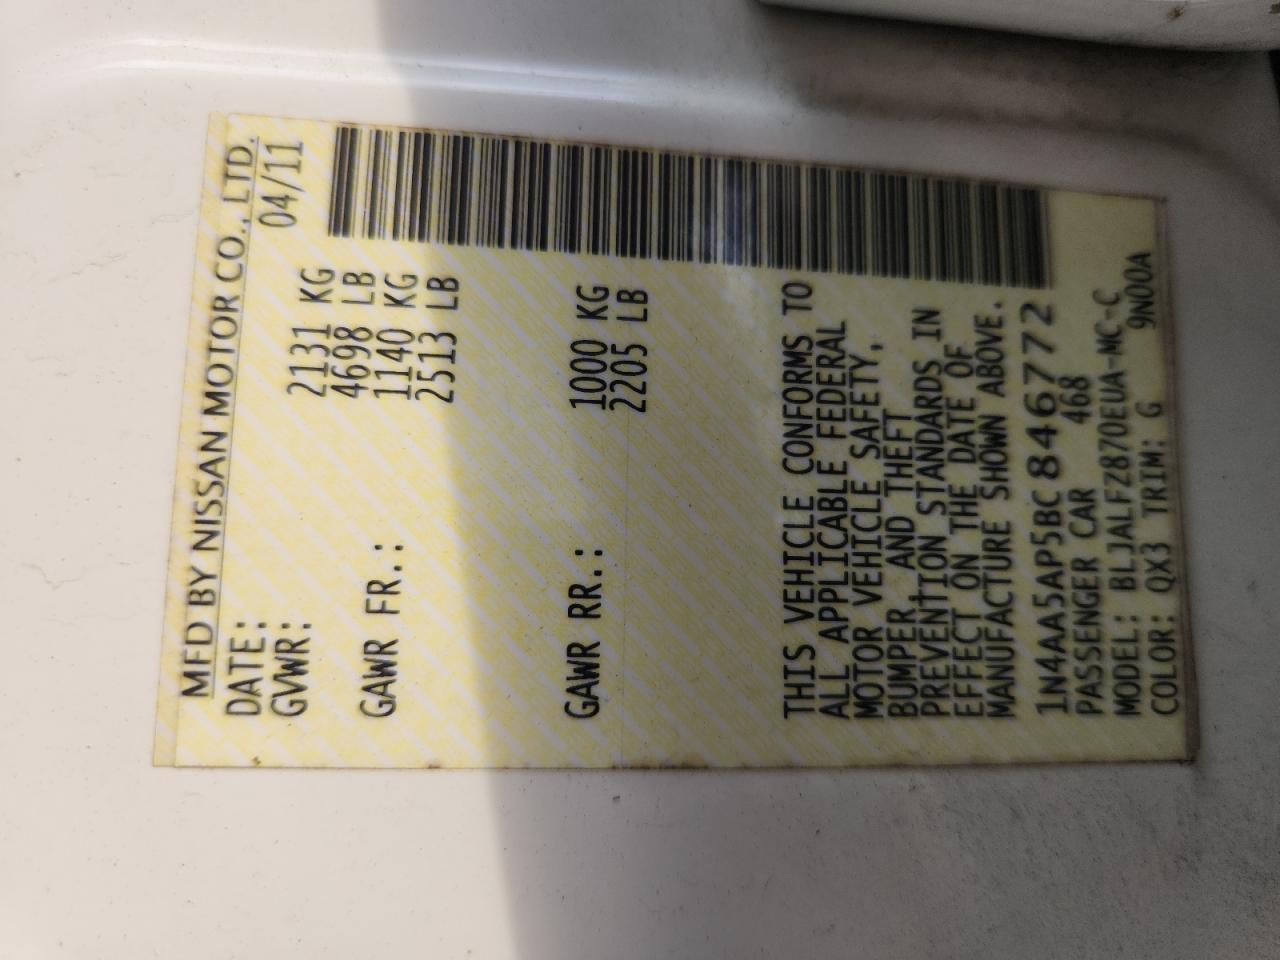 MFD BY NISSAN MOTOR CO., LTD.
DATE: 04/11
GVWR: 2131 KG
4698 LB
GAWR FR.: 1140 KG
2513 LB
GAWR RR.: 1000 KG
2205 LB
THIS VEHICLE CONFORMS TO
ALL APPLICABLE FEDERAL
MOTOR VEHICLE SAFETY,
BUMPER AND THEFT
PREVENTION STANDARDS IN
EFFECT ON THE DATE OF
MANUFACTURE SHOWN ABOVE.
1N4AA5AP5BC846772
PASSENGER CAR 468
MODEL: BLJALFZ870EUA-MC-C
COLOR: QX3 TRIM: G 9N00A